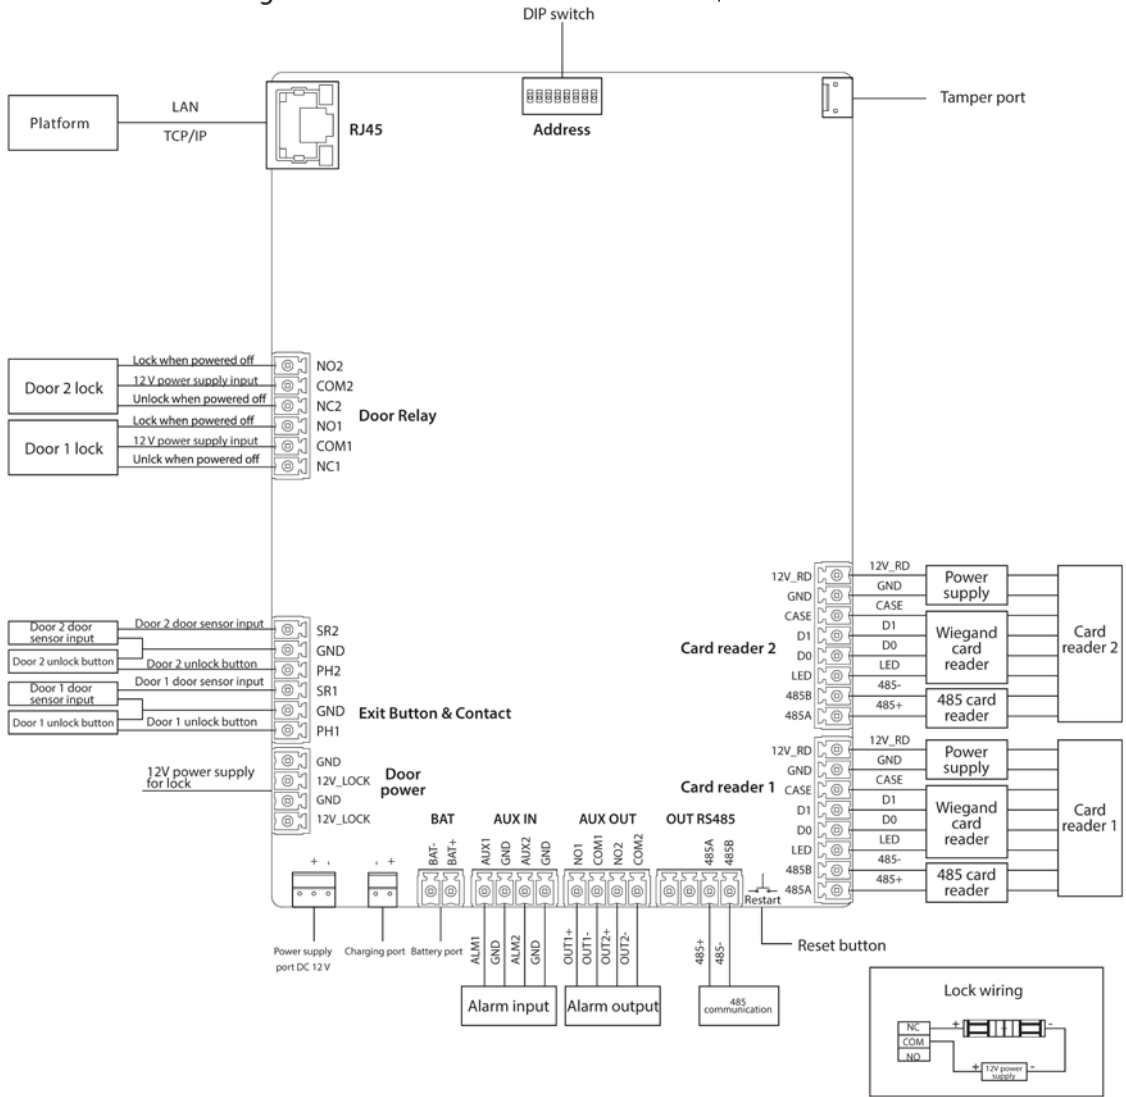 DIP switch
Address
Tamper port
Platform
LAN
TCP/IP
RJ45
Door 2 lock
Lock when powered off
12 V power supply input
Unlock when powered off
NO2
COM2
NC2
Door 1 lock
Lock when powered off
12 V power supply input
Unlck when powered off
NO1
COM1
NC1
Door Relay
Door 2 door
sensor input
Door 2 unlock button
Door 2 door sensor input
Door 2 unlock button
SR2
GND
PH2
Door 1 door
sensor input
Door 1 unlock button
Door 1 door sensor input
Door 1 unlock button
SR1
GND
PH1
Exit Button & Contact
12V power supply
for lock
GND
12V_LOCK
GND
12V_LOCK
Door
power
Card reader 2
12V_RD
GND
CASE
D1
D0
LED
485B
485A
12V_RD
GND
CASE
D1
D0
LED
485-
485+
Power
supply
Wiegand
card
reader
485 card
reader
Card
reader 2
Card reader 1
12V_RD
GND
CASE
D1
D0
LED
485B
485A
12V_RD
GND
CASE
D1
D0
LED
485-
485+
Power
supply
Wiegand
card
reader
485 card
reader
Card
reader 1
+ -
Power supply
port DC 12 V
- +
Charging port
BAT
BAT-
BAT+
Battery port
AUX IN
AUX1
GND
AUX2
GND
ALM1
GND
ALM2
GND
Alarm input
AUX OUT
NO1
COM1
NO2
COM2
OUT1+
OUT1-
OUT2+
OUT2-
Alarm output
OUT RS485
485A
485B
485+
485-
485
communication
Restart
Reset button
Lock wiring
NC
COM
NO
+ + -
+ -
12V power
supply